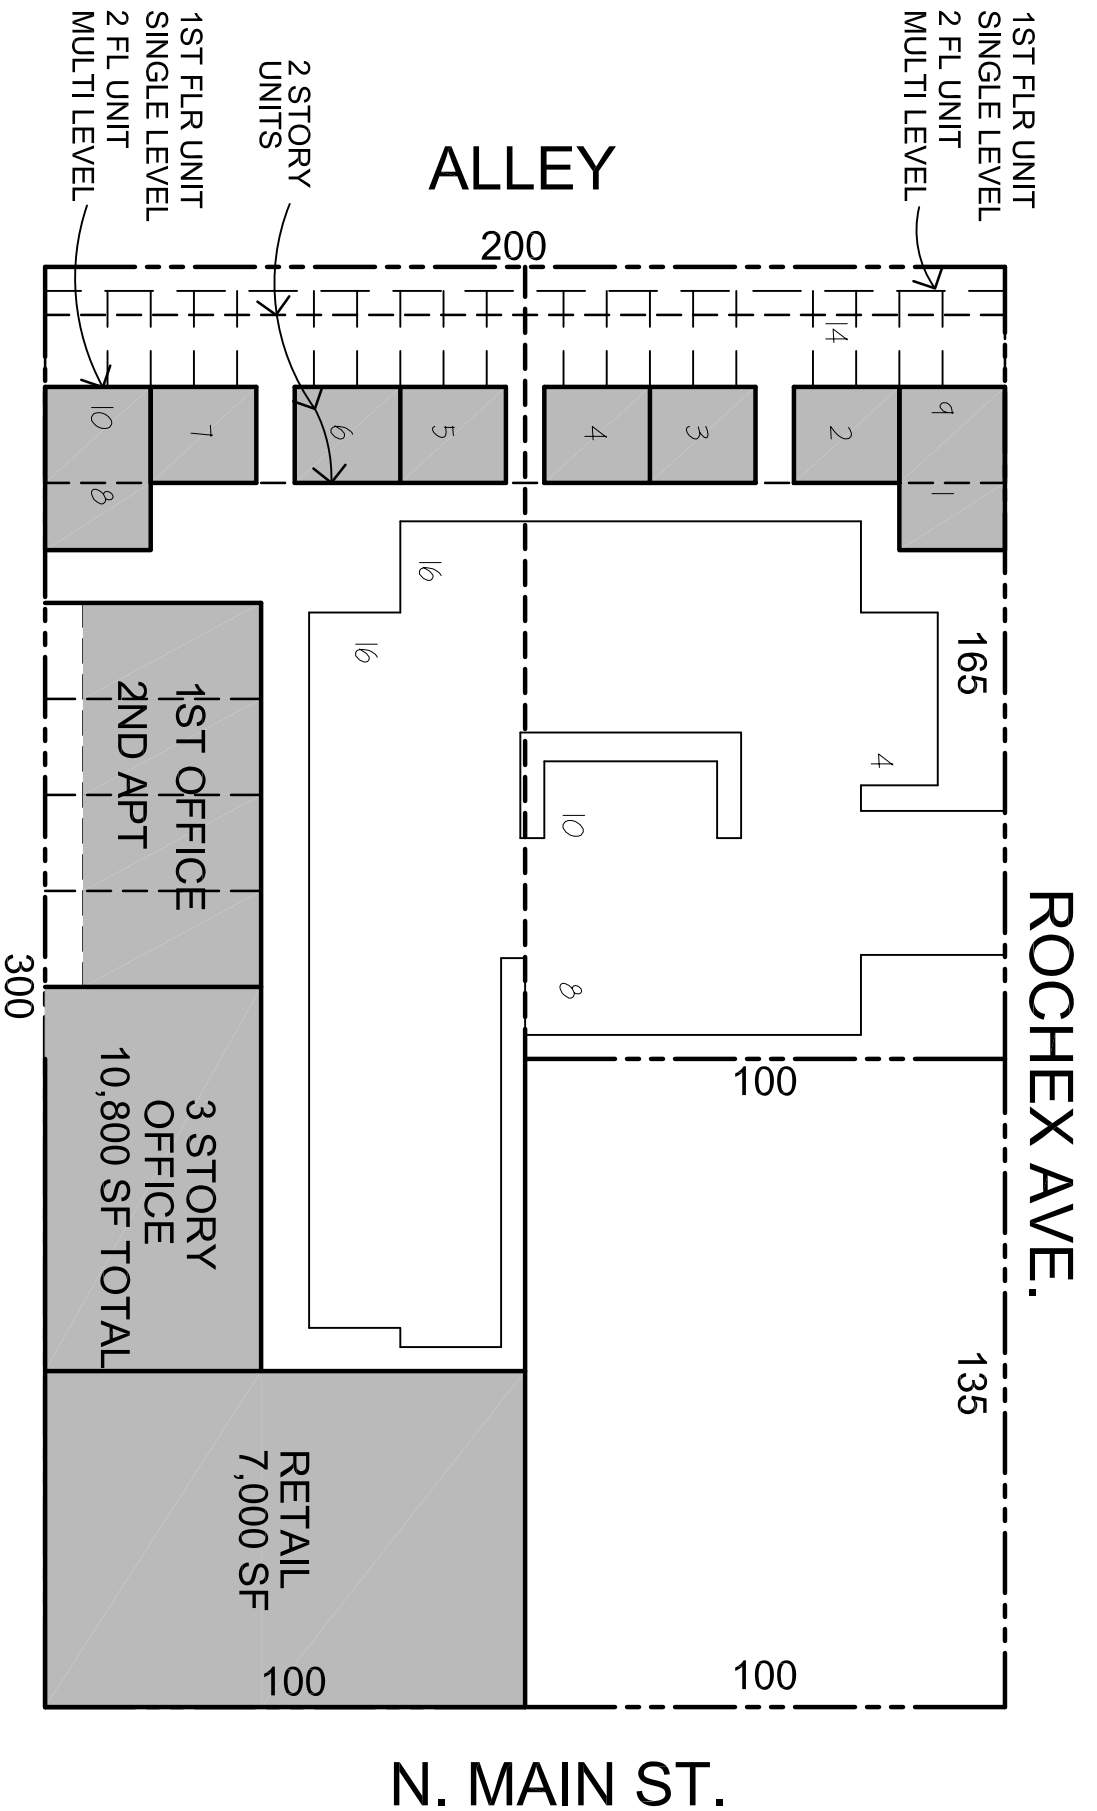 1ST FLR UNIT
SINGLE LEVEL
2 FL UNIT
MULTI LEVEL
2 STORY
UNITS
1ST FLR UNIT
SINGLE LEVEL
2 FL UNIT
MULTI LEVEL
ALLEY
200
14
10
8
7
6
5
4
3
2
9
1
16
16
165
4
10
8
1ST OFFICE
2ND APT
300
ROCHEX AVE.
100
3 STORY
OFFICE
10,800 SF TOTAL
135
RETAIL
7,000 SF
100
100
N. MAIN ST.